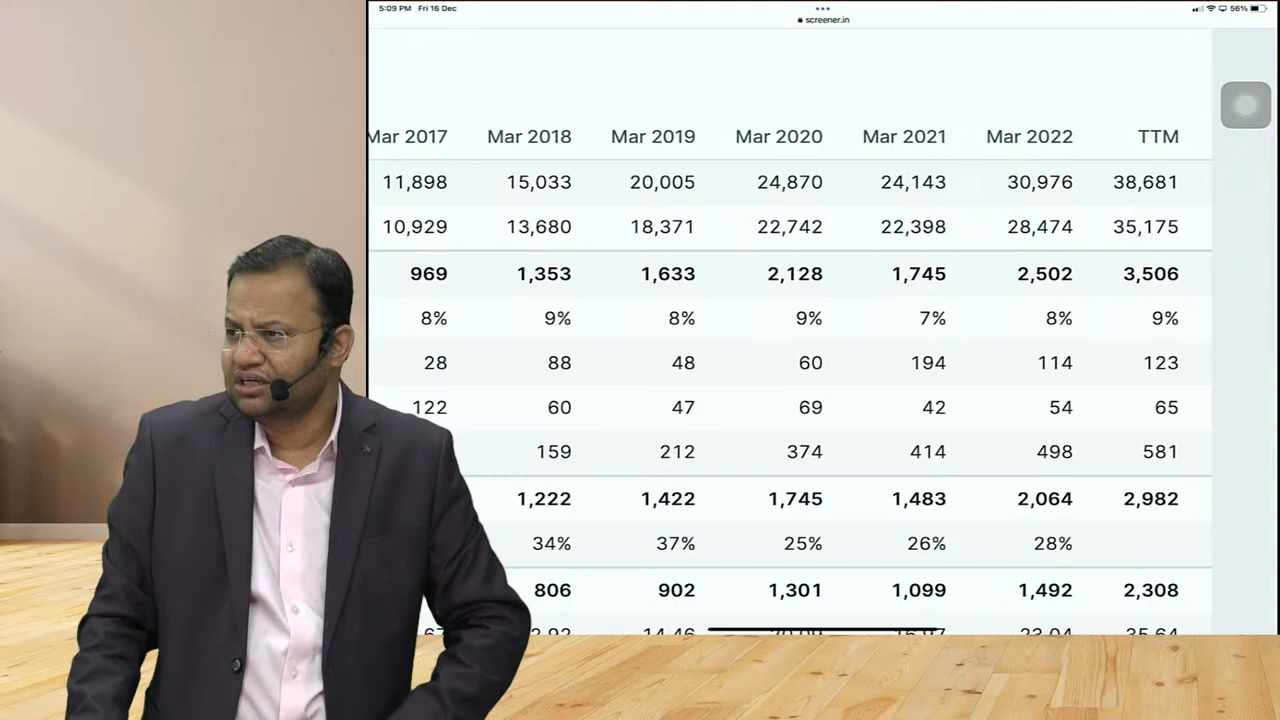 5:09 PM Fri 16 Dec
56%
screener.in
Mar 2017 Mar 2018 Mar 2019 Mar 2020 Mar 2021 Mar 2022 TTM
11,898 15,033 20,005 24,870 24,143 30,976 38,681
10,929 13,680 18,371 22,742 22,398 28,474 35,175
969 1,353 1,633 2,128 1,745 2,502 3,506
8% 9% 8% 9% 7% 8% 9%
28 88 48 60 194 114 123
122 60 47 69 42 54 65
159 212 374 414 498 581
1,222 1,422 1,745 1,483 2,064 2,982
34% 37% 25% 26% 28%
806 902 1,301 1,099 1,492 2,308